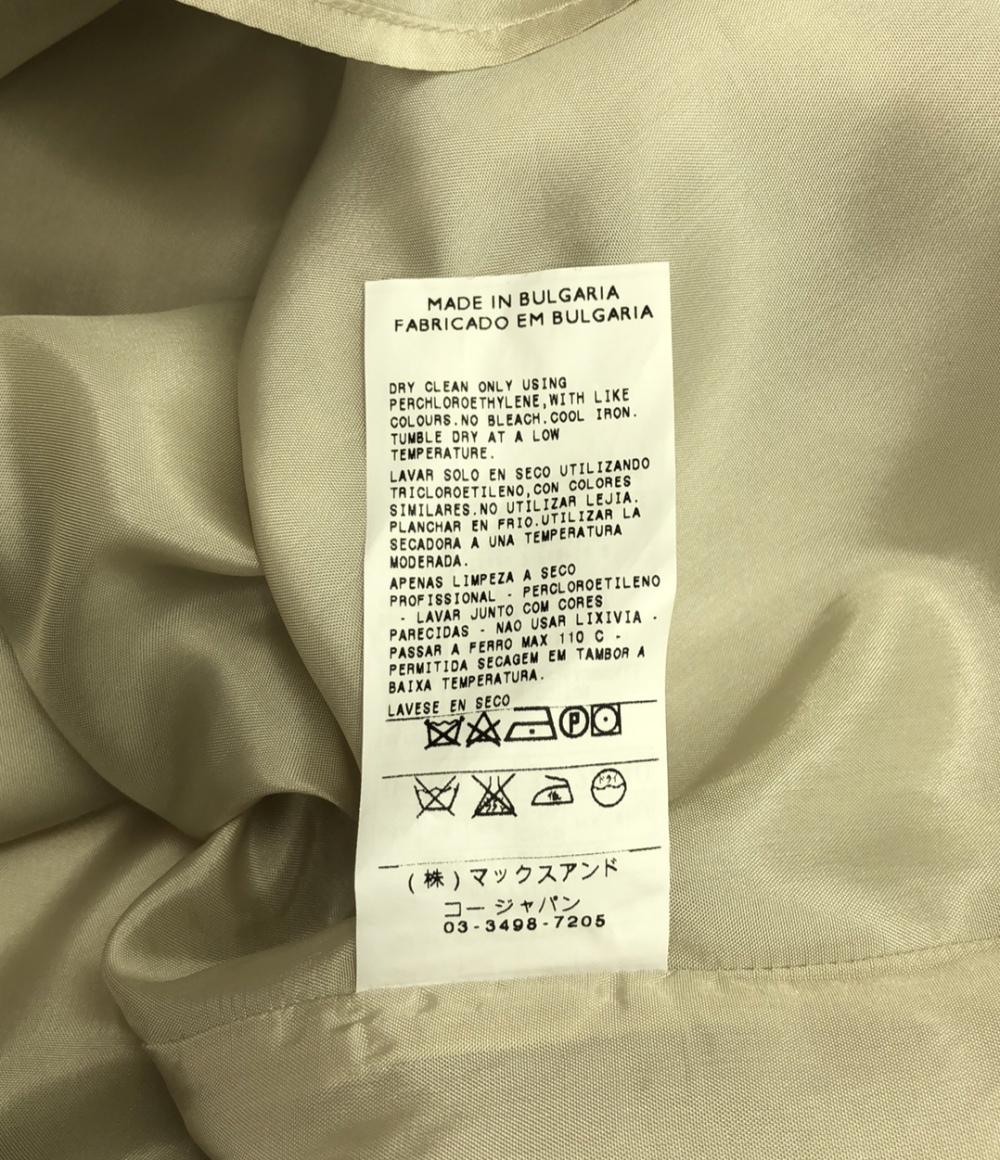 MADE IN BULGARIA
FABRICADO EM BULGARIA
DRY CLEAN ONLY USING
PERCHLOROETHYLENE,WITH LIKE
COLOURS.NO BLEACH.COOL IRON.
TUMBLE DRY AT A LOW
TEMPERATURE.
LAVAR SOLO EN SECO UTILIZANDO
TRICLOROETILENO,CON COLORES
SIMILARES.NO UTILIZAR LEJIA.
PLANCHAR EN FRIO.UTILIZAR LA
SECADORA A UNA TEMPERATURA
MODERADA.
APENAS LIMPEZA A SECO
PROFISSIONAL - PERCLOROETILENO
- LAVAR JUNTO COM CORES
PARECIDAS - NAO USAR LIXIVIA -
PASSAR A FERRO MAX 110 C -
PERMITIDA SECAGEM EM TAMBOR A
BAIXA TEMPERATURA.
LAVESE EN SECO
P
低
(株)マックスアンド
コージャパン
03-3498-7205